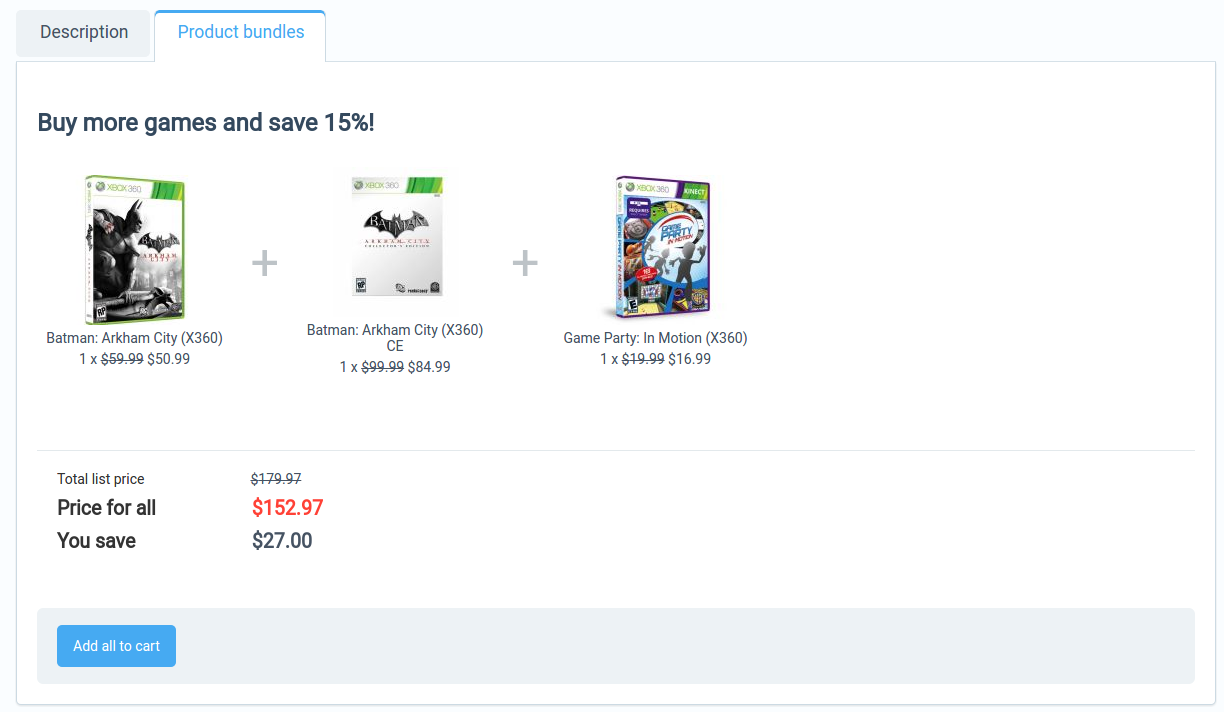 Description
Product bundles
Buy more games and save 15%!
XBOX 360
BATMAN
ARKHAM CITY
+
XBOX 360
BATMAN
ARKHAM CITY
COLLECTOR'S EDITION
+
XBOX 360
KINECT
REQUIRES
GAME PARTY
IN MOTION
Batman: Arkham City (X360)
1 x $59.99 $50.99
Batman: Arkham City (X360)
CE
1 x $99.99 $84.99
Game Party: In Motion (X360)
1 x $19.99 $16.99
Total list price $179.97
Price for all $152.97
You save $27.00
Add all to cart